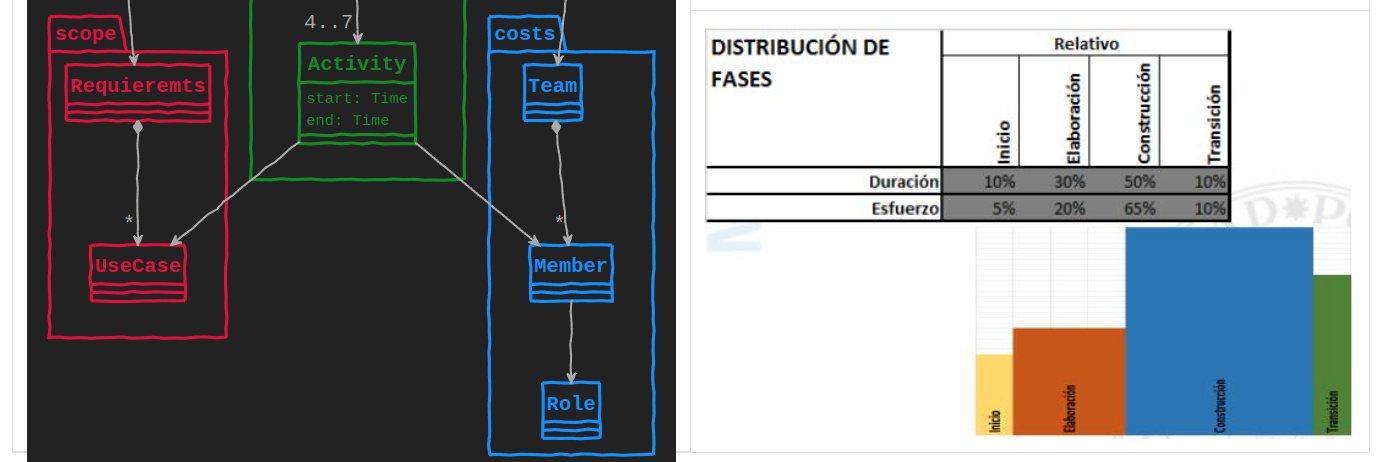 4..7
scope
costs
Activity
Requieremts
Team
start: Time
end: Time
*
*
UseCase
Member
Role
DISTRIBUCIÓN DE
FASES
Relativo
Inicio
Elaboración
Construcción
Transición
Duración 10% 30% 50% 10%
Esfuerzo 5% 20% 65% 10%
Inicio
Elaboración
Construcción
Transición